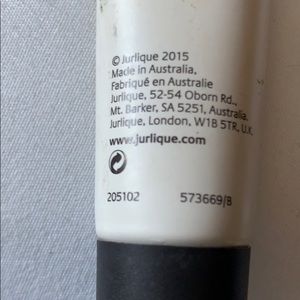 © Jurlique 2015
Made in Australia.
Fabriqué en Australie
Jurlique, 52-54 Oborn Rd.,
Mt. Barker, SA 5251, Australia.
Jurlique, London, W1B 5TR, U.K.
www.jurlique.com
205102 573669/B